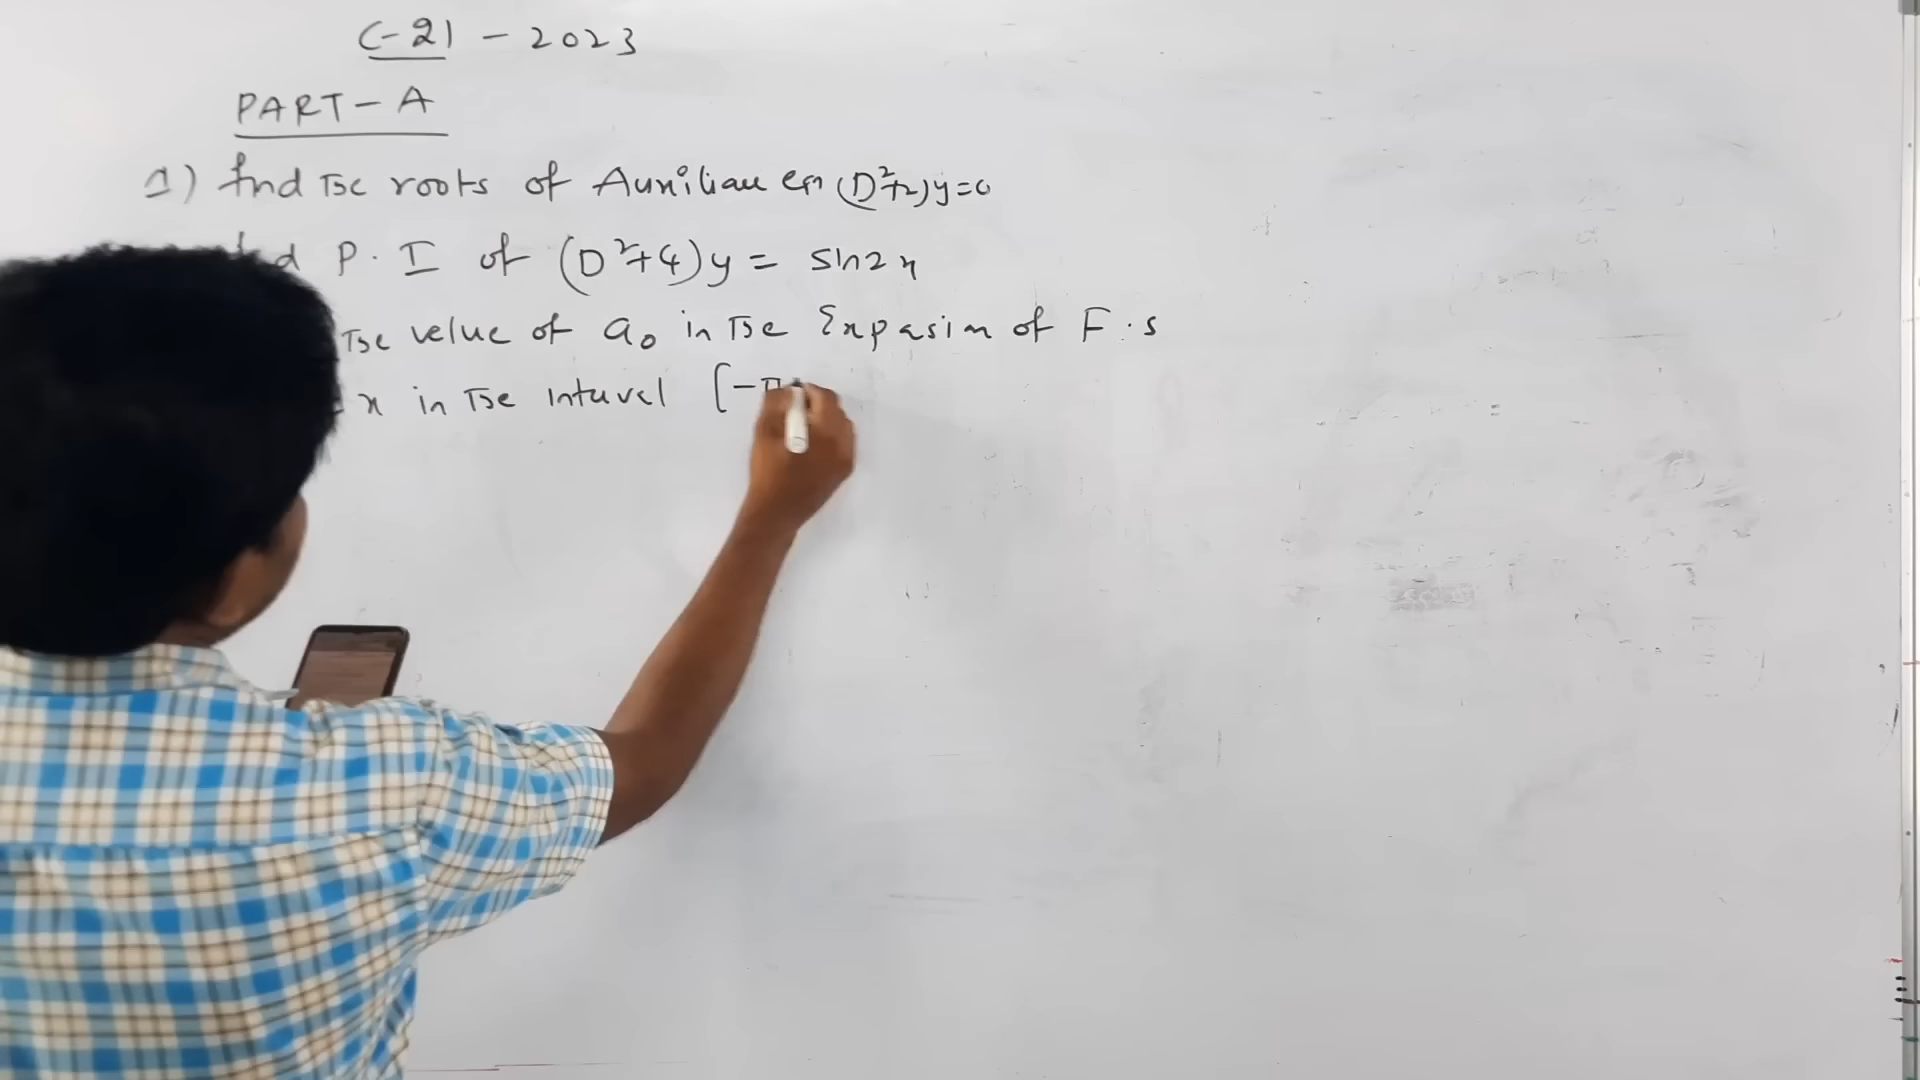 C-21 - 2023
PART-A
1) find The roots of Auxiliary eqn (D²+2)y=0
P.I of (D²+4)y = sin2x
The value of a₀ in The Expasion of F.s
x in The interval [-π